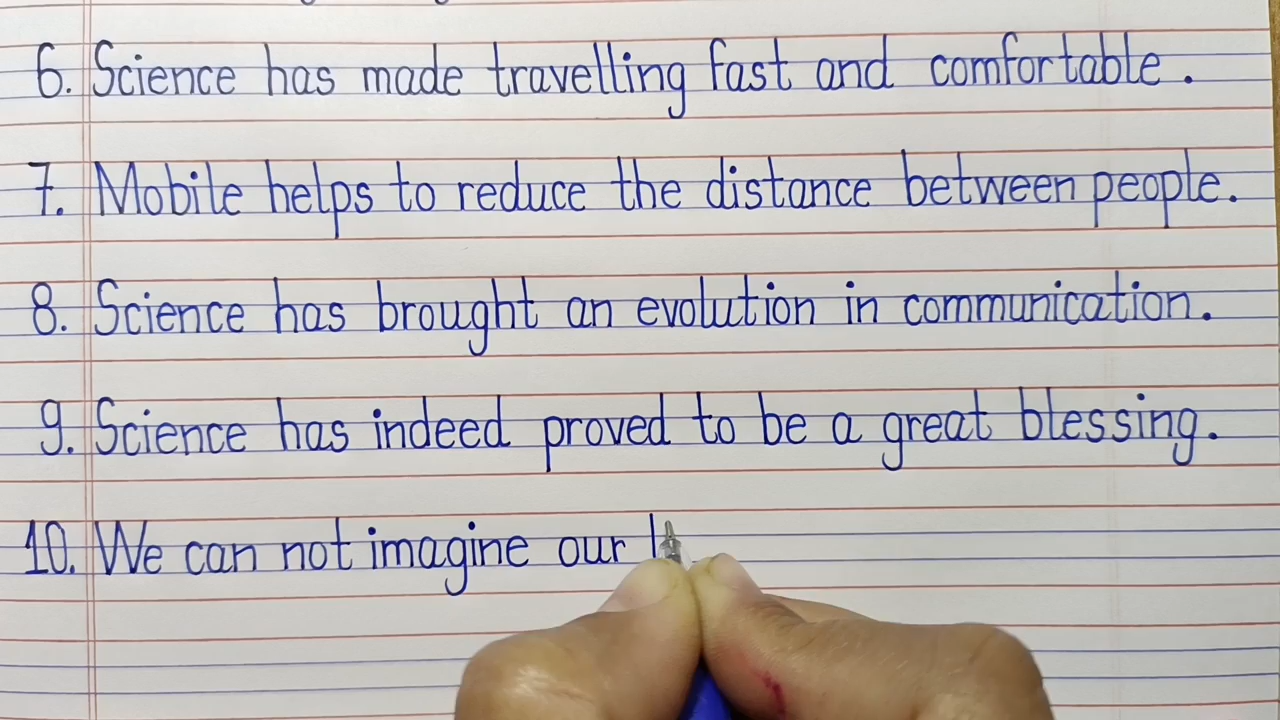 6. Science has made travelling fast and comfortable.
7. Mobile helps to reduce the distance between people.
8. Science has brought an evolution in communication.
9. Science has indeed proved to be a great blessing.
10. We can not imagine our